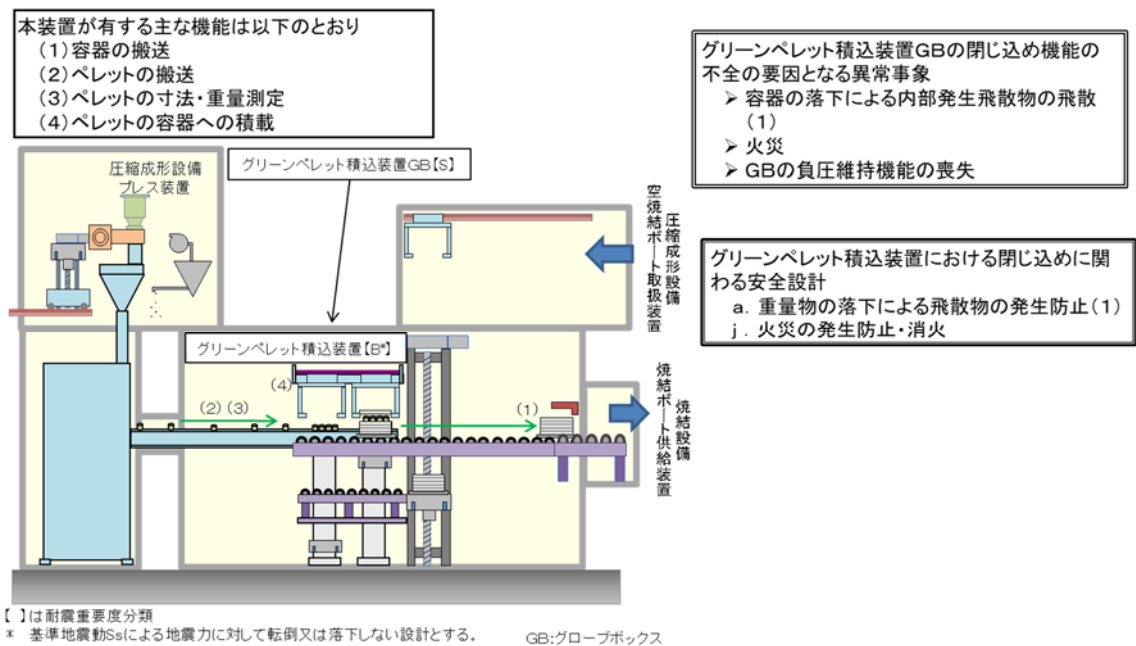 本装置が有する主な機能は以下のとおり
(1)容器の搬送
(2)ペレットの搬送
(3)ペレットの寸法・重量測定
(4)ペレットの容器への積載
グリーンペレット積込装置GBの閉じ込め機能の
不全の要因となる異常事象
➢ 容器の落下による内部発生飛散物の飛散
(1)
➢ 火災
➢ GBの負圧維持機能の喪失
グリーンペレット積込装置における閉じ込めに関
わる安全設計
a. 重量物の落下による飛散物の発生防止(1)
j. 火災の発生防止・消火
圧縮成形設備
プレス装置
グリーンペレット積込装置GB【S】
圧縮成形設備
空焼結ボート取扱装置
グリーンペレット積込装置【B*】
(4)
(2)(3)
(1)
焼結設備
焼結ボート供給装置
【 】は耐震重要度分類
* 基準地震動Ssによる地震力に対して転倒又は落下しない設計とする。
GB:グローブボックス